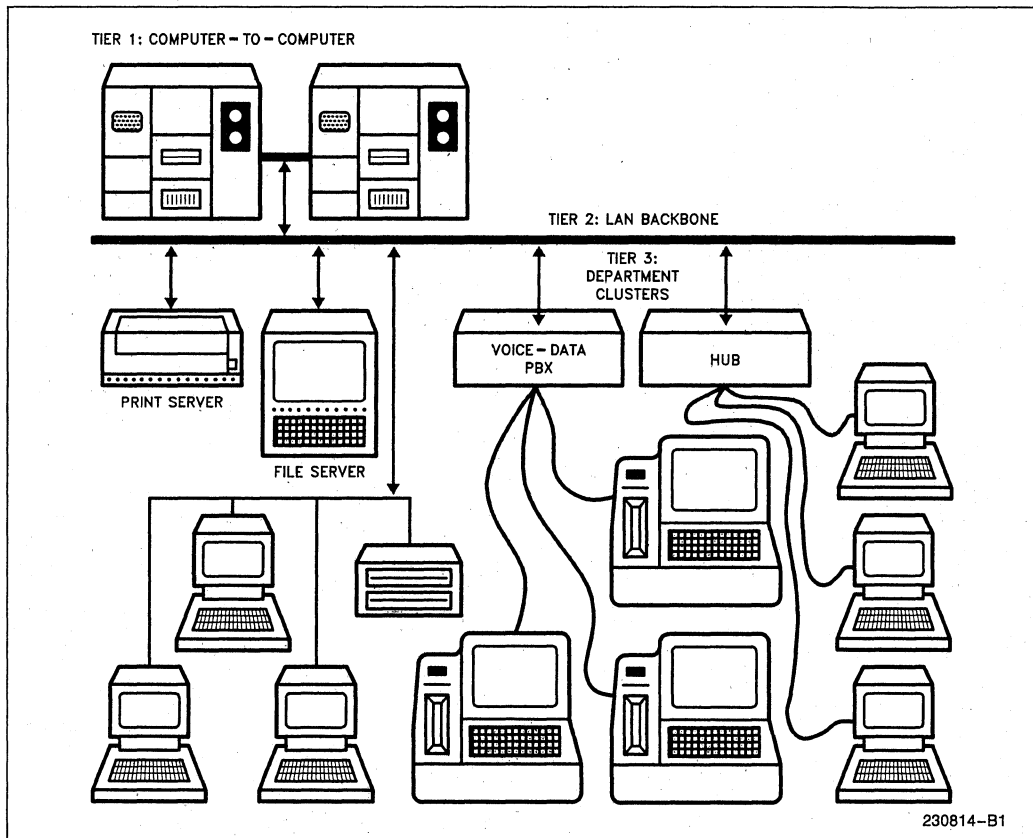 TIER 1: COMPUTER-TO-COMPUTER
TIER 2: LAN BACKBONE
TIER 3:
DEPARTMENT
CLUSTERS
VOICE-DATA
PBX
HUB
PRINT SERVER
FILE SERVER
230814-B1